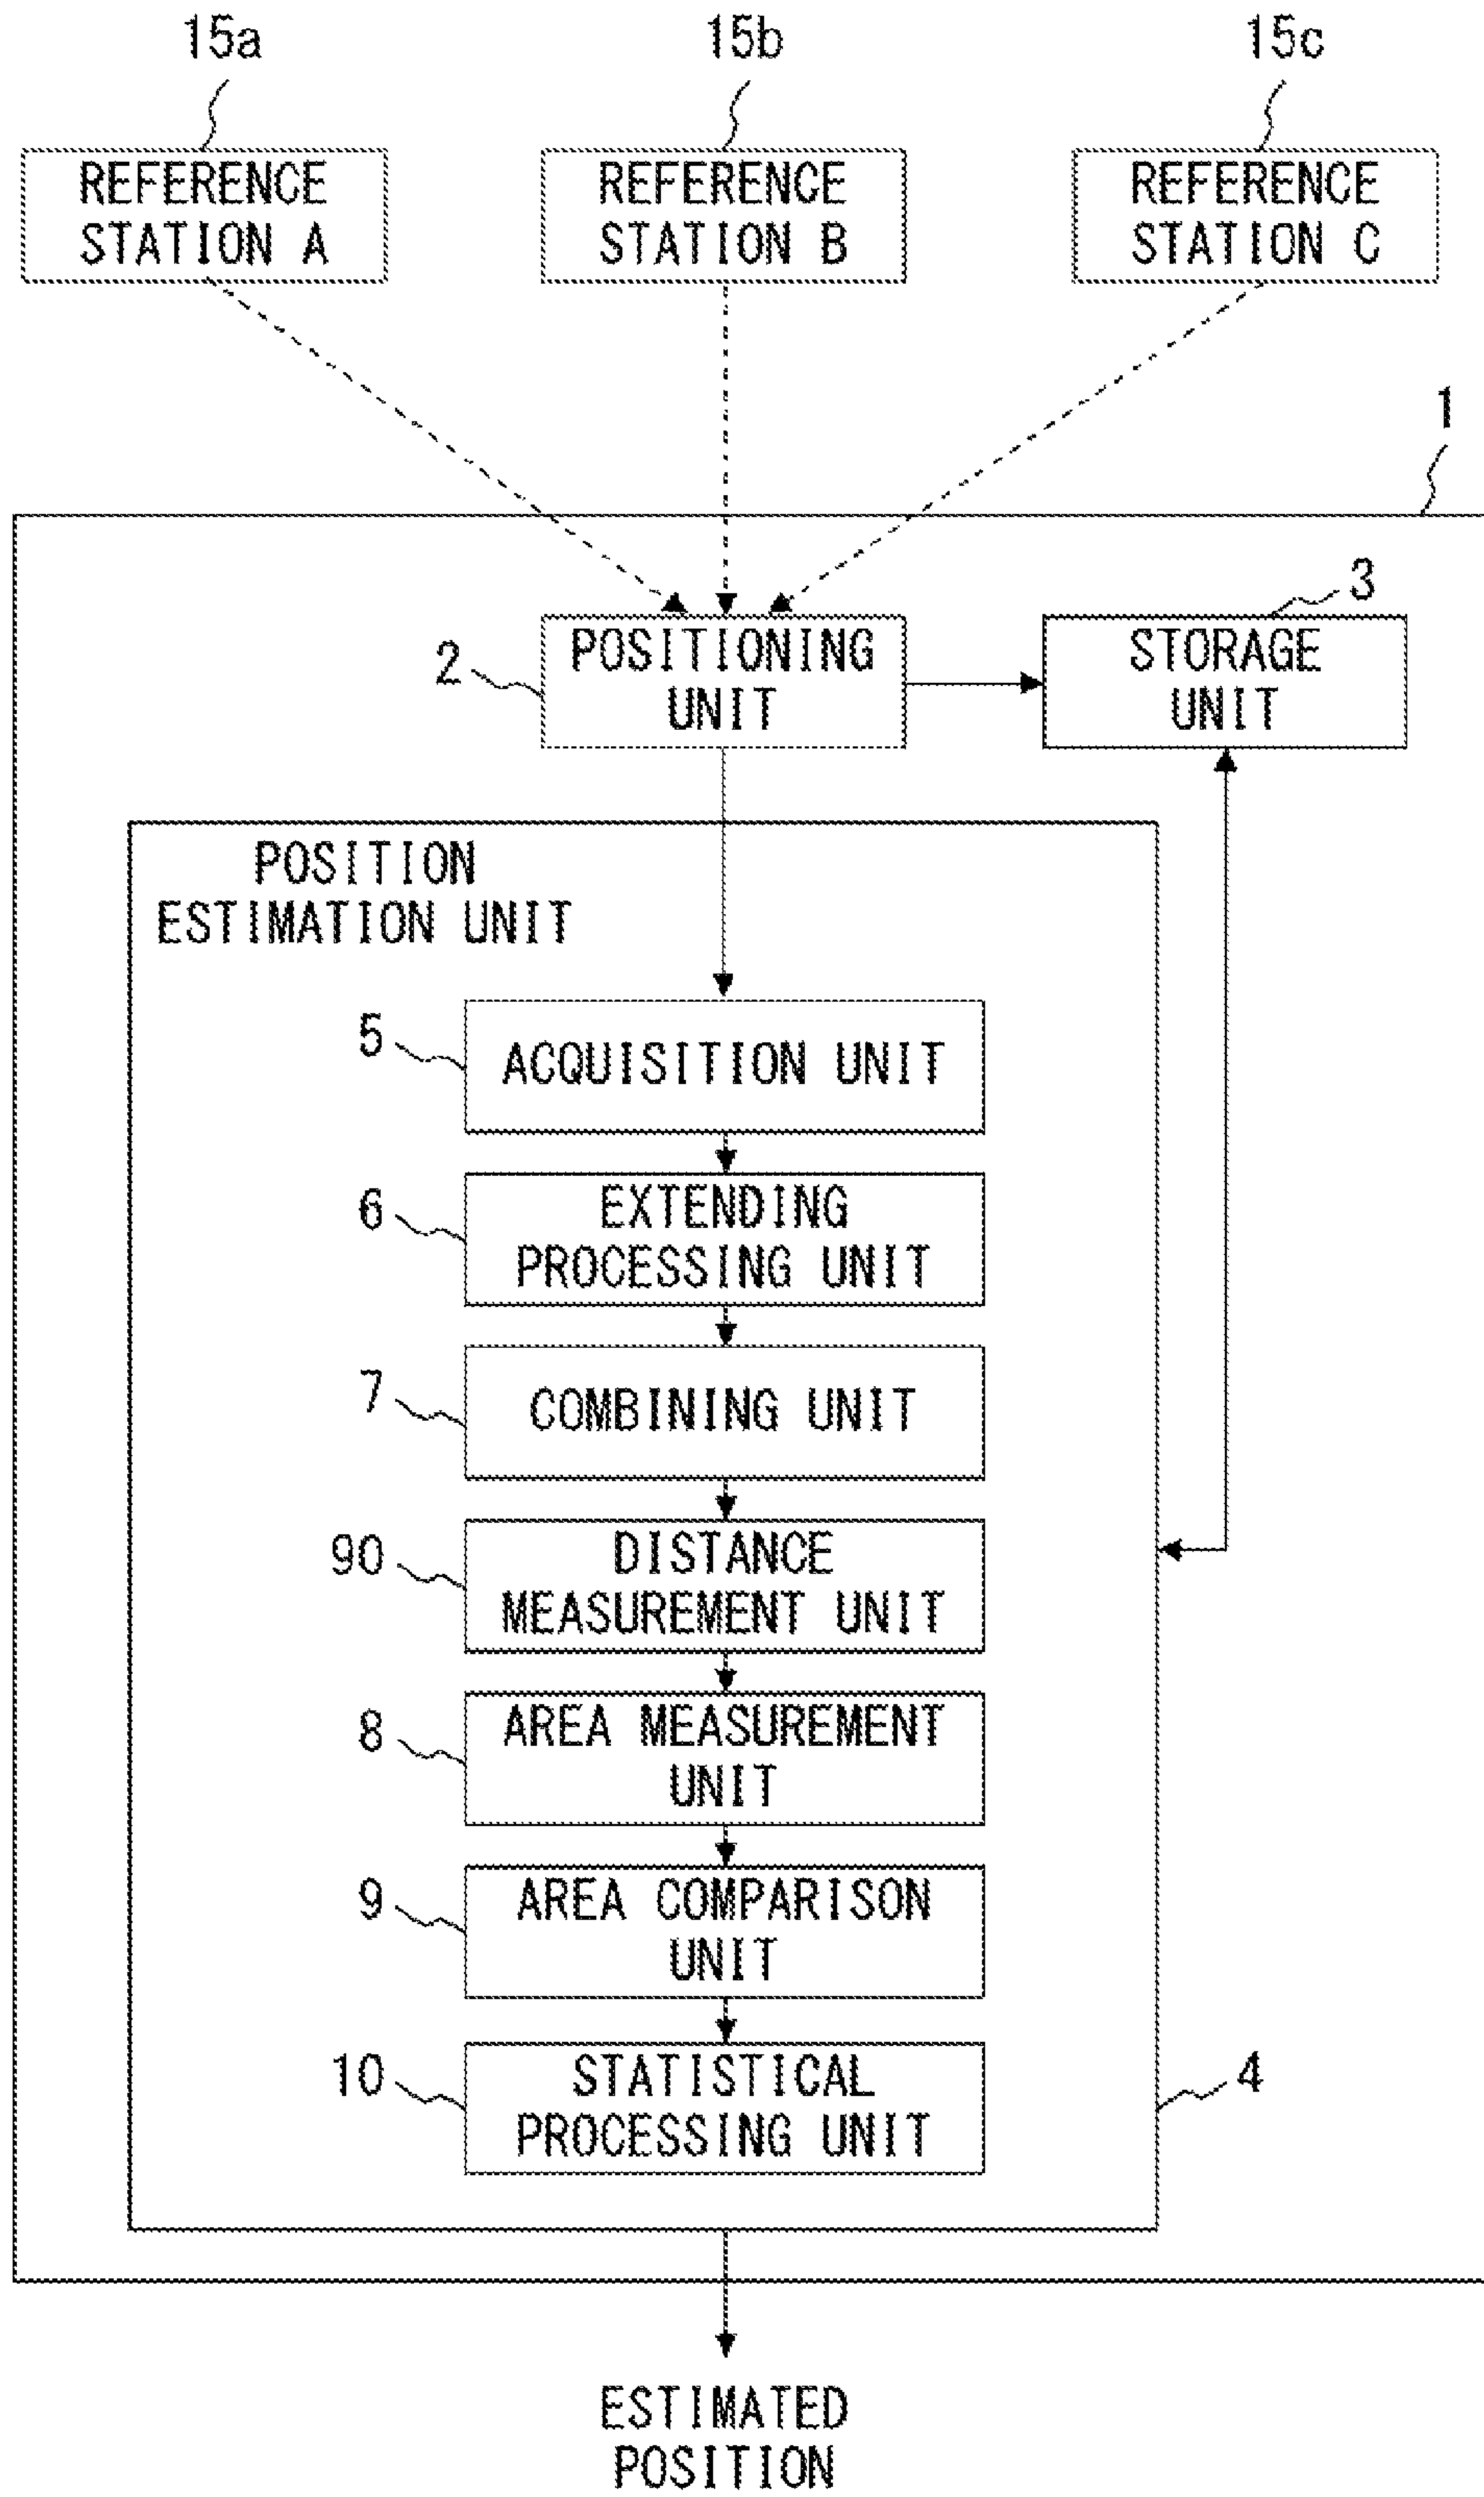 15a
15b
15c
REFERENCE
STATION A
REFERENCE
STATION B
REFERENCE
STATION C
1
2
POSITIONING
UNIT
3
STORAGE
UNIT
POSITION
ESTIMATION UNIT
5
ACQUISITION UNIT
6
EXTENDING
PROCESSING UNIT
7
COMBINING UNIT
90
DISTANCE
MEASUREMENT UNIT
8
AREA MEASUREMENT
UNIT
9
AREA COMPARISON
UNIT
10
STATISTICAL
PROCESSING UNIT
4
ESTIMATED
POSITION